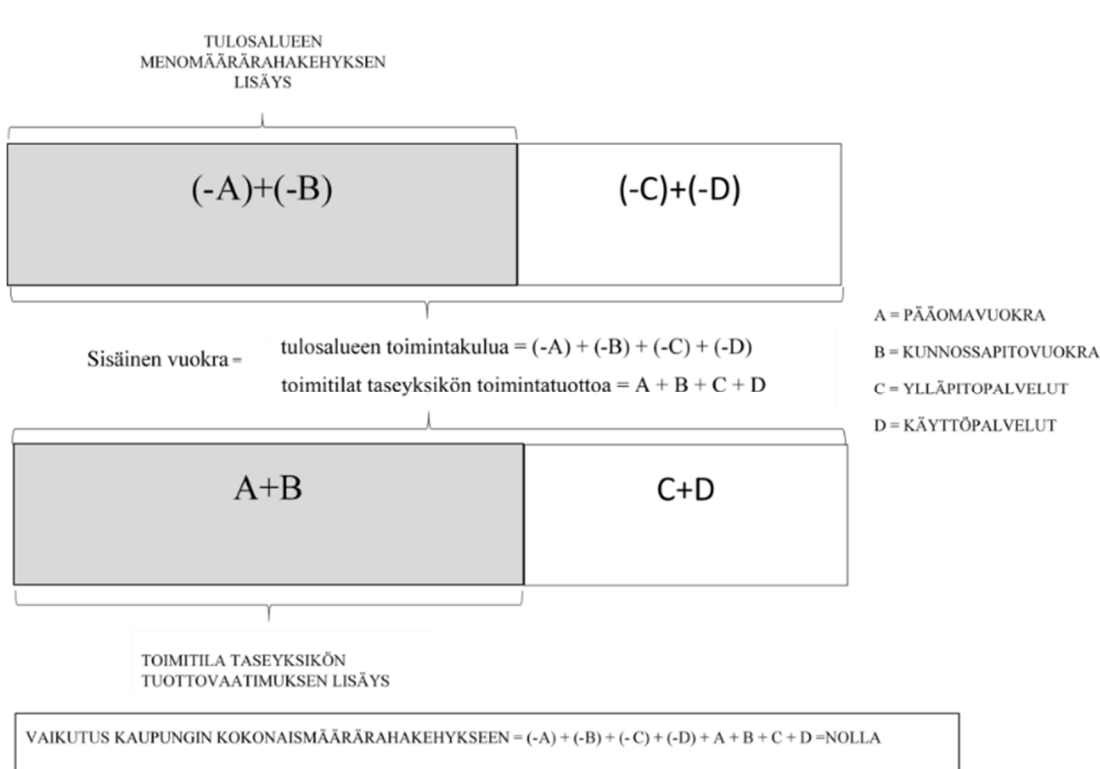 TULOSALUEEN
MENOMÄÄRÄRAHAKEHYKSEN
LISÄYS
(-A)+(-B)
(-C)+(-D)
Sisäinen vuokra =
tulosalueen toimintakulua = (-A) + (-B) + (-C) + (-D)
toimitilat taseyksikön toimintatuottoa = A + B + C + D
A = PÄÄOMAVUOKRA
B = KUNNOSSAPITOVUOKRA
C = YLLÄPITOPALVELUT
D = KÄYTTÖPALVELUT
A+B
C+D
TOIMITILA TASEYKSIKÖN
TUOTTOVAATIMUKSEN LISÄYS
VAIKUTUS KAUPUNGIN KOKONAISMÄÄRÄRAHAKEHYKSEEN = (-A) + (-B) + (- C) + (-D) + A + B + C + D =NOLLA